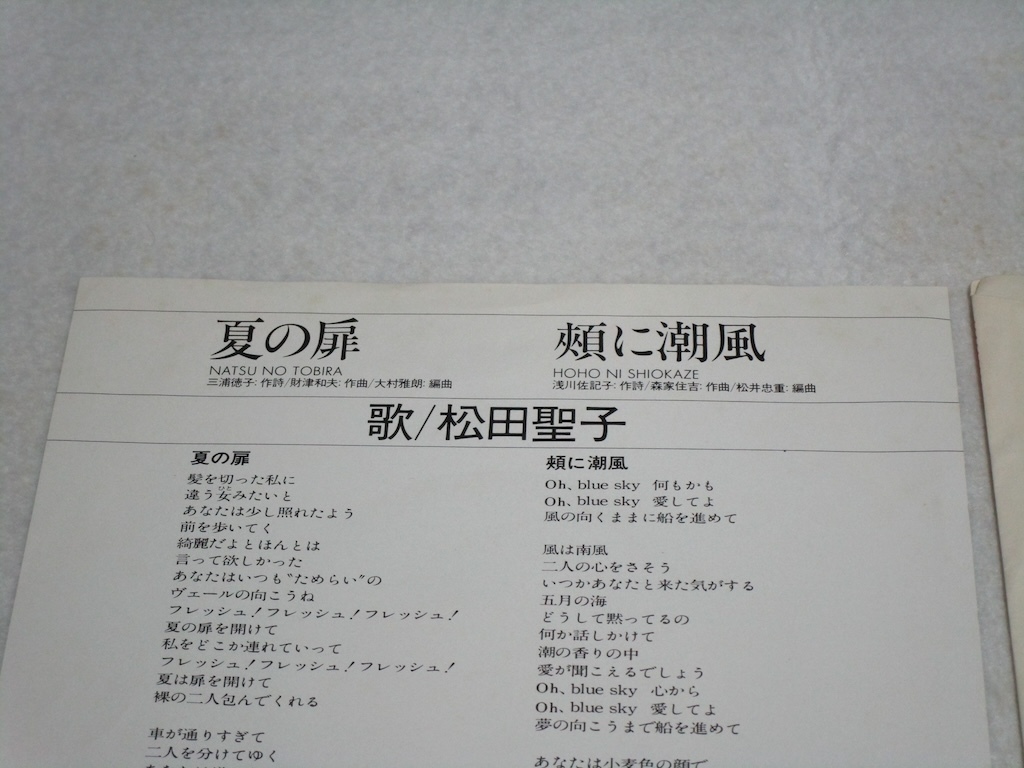 夏の扉
NATSU NO TOBIRA
三浦徳子: 作詩/財津和夫: 作曲/大村雅朗: 編曲
頬に潮風
HOHO NI SHIOKAZE
浅川佐記子: 作詩/森家住吉: 作曲/松井忠重: 編曲
歌/松田聖子
夏の扉
髪を切った私に
違う女みたいと
あなたは少し照れたよう
前を歩いてく
綺麗だよとほんとは
言って欲しかった
あなたはいつも“ためらい”の
ヴェールの向こうね
フレッシュ！フレッシュ！フレッシュ！
夏の扉を開けて
私をどこか連れていって
フレッシュ！フレッシュ！フレッシュ！
夏は扉を開けて
裸の二人包んでくれる
車が通りすぎて
二人を分けてゆく
頬に潮風
Oh、blue sky 何もかも
Oh、blue sky 愛してよ
風の向くままに船を進めて
風は南風
二人の心をさそう
いつかあなたと来た気がする
五月の海
どうして黙ってるの
何か話しかけて
潮の香りの中
愛が聞こえるでしょう
Oh、blue sky 心から
Oh、blue sky 愛してよ
夢の向こうまで船を進めて
あなたは小麦色の顔で